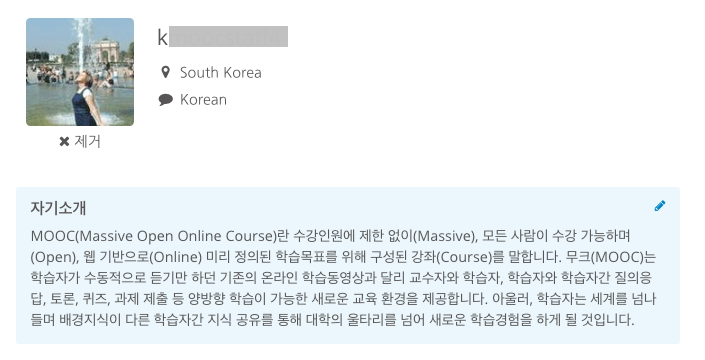 k
South Korea
Korean
✖ 제거
자기소개
MOOC(Massive Open Online Course)란 수강인원에 제한 없이(Massive), 모든 사람이 수강 가능하며
(Open), 웹 기반으로(Online) 미리 정의된 학습목표를 위해 구성된 강좌(Course)를 말합니다. 무크(MOOC)는
학습자가 수동적으로 듣기만 하던 기존의 온라인 학습동영상과 달리 교수자와 학습자, 학습자와 학습자간 질의응
답, 토론, 퀴즈, 과제 제출 등 양방향 학습이 가능한 새로운 교육 환경을 제공합니다. 아울러, 학습자는 세계를 넘나
들며 배경지식이 다른 학습자간 지식 공유를 통해 대학의 울타리를 넘어 새로운 학습경험을 하게 될 것입니다.